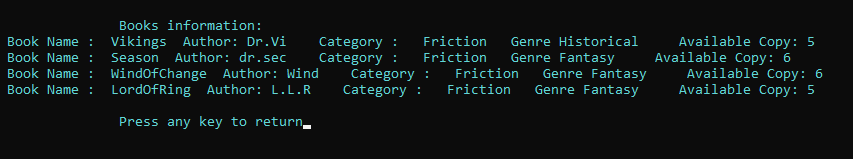 Books information:
Book Name :  Vikings  Author: Dr.Vi    Category :   Friction   Genre Historical     Available Copy: 5
Book Name :  Season  Author: dr.sec    Category :   Friction   Genre Fantasy     Available Copy: 6
Book Name :  WindOfChange  Author: Wind    Category :   Friction   Genre Fantasy     Available Copy: 6
Book Name :  LordOfRing  Author: L.L.R    Category :   Friction   Genre Fantasy     Available Copy: 5
Press any key to return